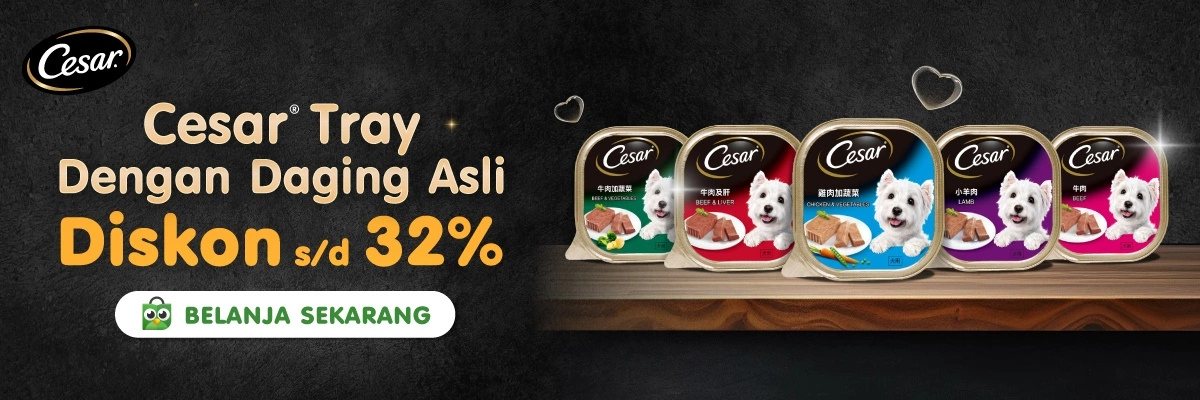 Cesar®
Cesar® Tray
Dengan Daging Asli
Diskon s/d 32%
BELANJA SEKARANG
Cesar
牛肉加蔬菜
BEEF & VEGETABLES
Cesar
牛肉及肝
BEEF & LIVER
Cesar
雞肉加蔬菜
CHICKEN & VEGETABLES
Cesar
小羊肉
LAMB
Cesar
牛肉
BEEF